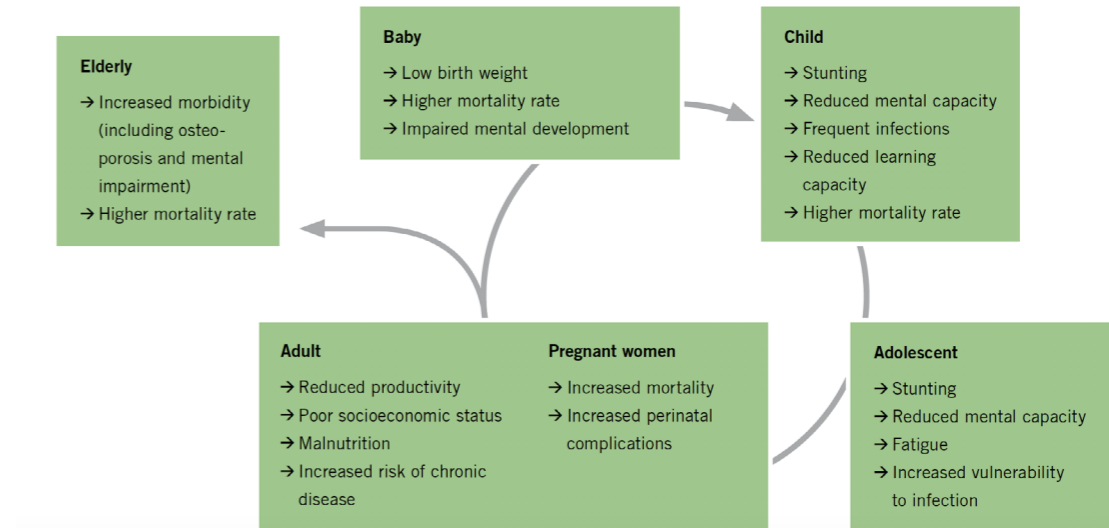 Elderly
→ Increased morbidity
(including osteo-
porosis and mental
impairment)
→ Higher mortality rate
Baby
→ Low birth weight
→ Higher mortality rate
→ Impaired mental development
Child
→ Stunting
→ Reduced mental capacity
→ Frequent infections
→ Reduced learning
capacity
→ Higher mortality rate
Adult
→ Reduced productivity
→ Poor socioeconomic status
→ Malnutrition
→ Increased risk of chronic
disease
Pregnant women
→ Increased mortality
→ Increased perinatal
complications
Adolescent
→ Stunting
→ Reduced mental capacity
→ Fatigue
→ Increased vulnerability
to infection